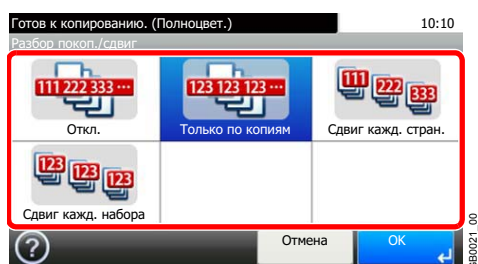 Готов к копированию. (Полноцвет.) 10:10
Разбор покоп./сдвиг
111 222 333 ···
123 123 123 ···
111 222 333
Откл.
Только по копиям
Сдвиг кажд. стран.
123 123 123
Сдвиг кажд. набора
?
Отмена
OK
GB0021_00